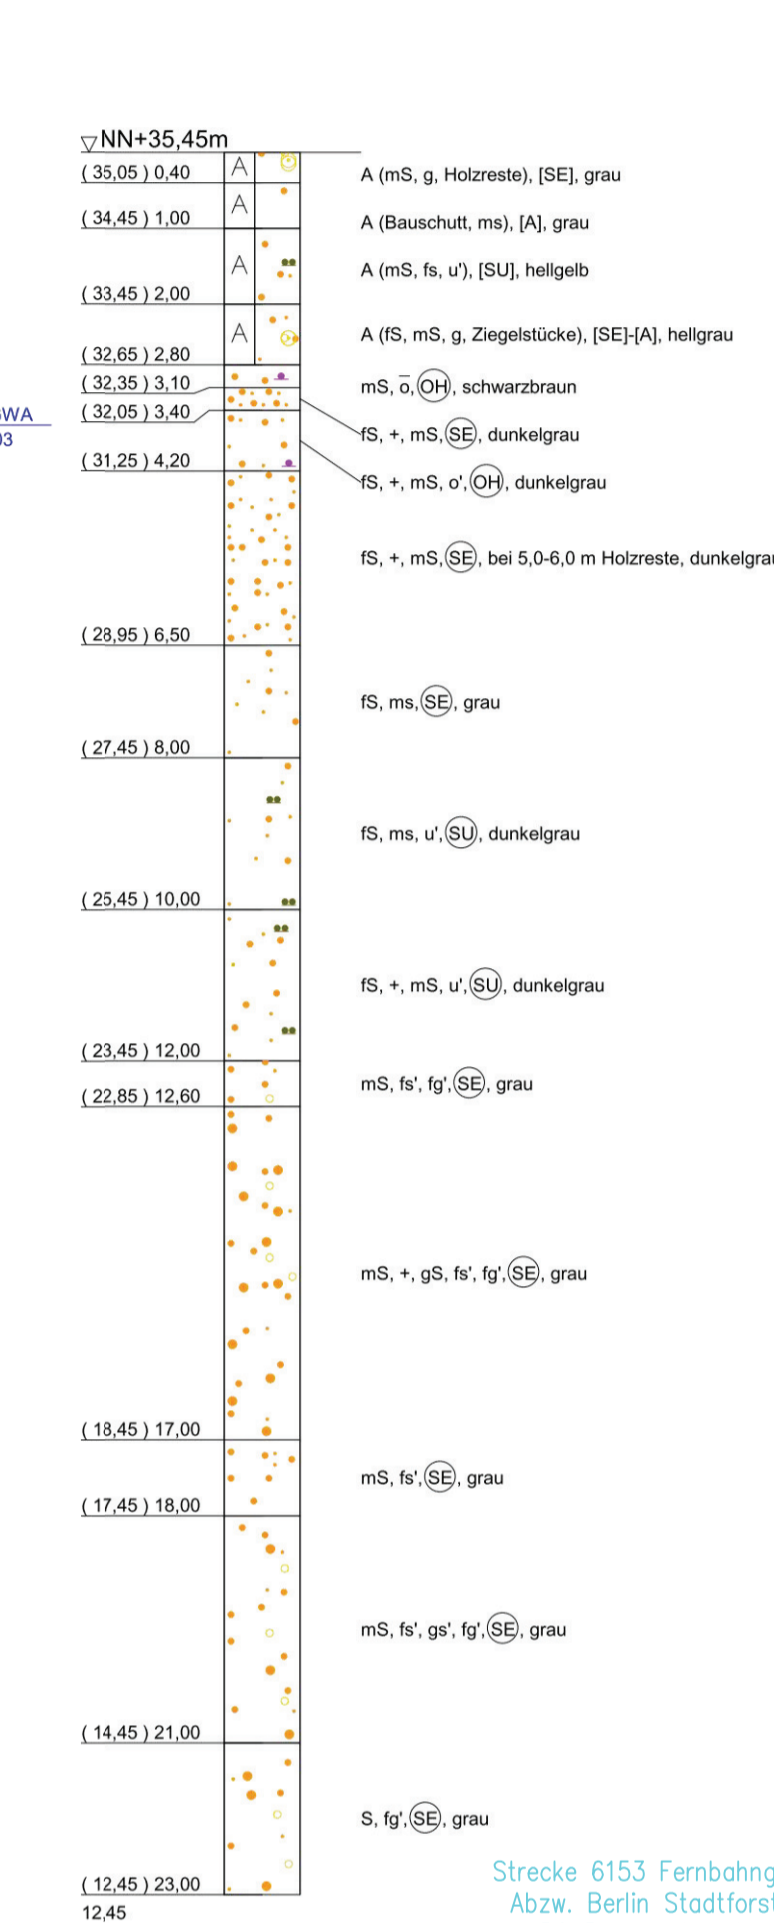 NN+35,45m
( 35,05 ) 0,40 A A (mS, g, Holzreste), [SE], grau
( 34,45 ) 1,00 A A (Bauschutt, ms), [A], grau
A A (mS, fs, u'), [SU], hellgelb
( 33,45 ) 2,00
A A (fS, mS, g, Ziegelstücke), [SE]-[A], hellgrau
( 32,65 ) 2,80
( 32,35 ) 3,10 mS, o̅, OH, schwarzbraun
( 32,05 ) 3,40 fS, +, mS, SE, dunkelgrau
WA
03
( 31,25 ) 4,20 fS, +, mS, o', OH, dunkelgrau
fS, +, mS, SE, bei 5,0-6,0 m Holzreste, dunkelgrau
( 28,95 ) 6,50
fS, ms, SE, grau
( 27,45 ) 8,00
fS, ms, u', SU, dunkelgrau
( 25,45 ) 10,00
fS, +, mS, u', SU, dunkelgrau
( 23,45 ) 12,00
mS, fs', fg', SE, grau
( 22,85 ) 12,60
mS, +, gS, fs', fg', SE, grau
( 18,45 ) 17,00
mS, fs', SE, grau
( 17,45 ) 18,00
mS, fs', gs', fg', SE, grau
( 14,45 ) 21,00
S, fg', SE, grau
( 12,45 ) 23,00
12,45
Strecke 6153 Fernbahng
Abzw. Berlin Stadtforst